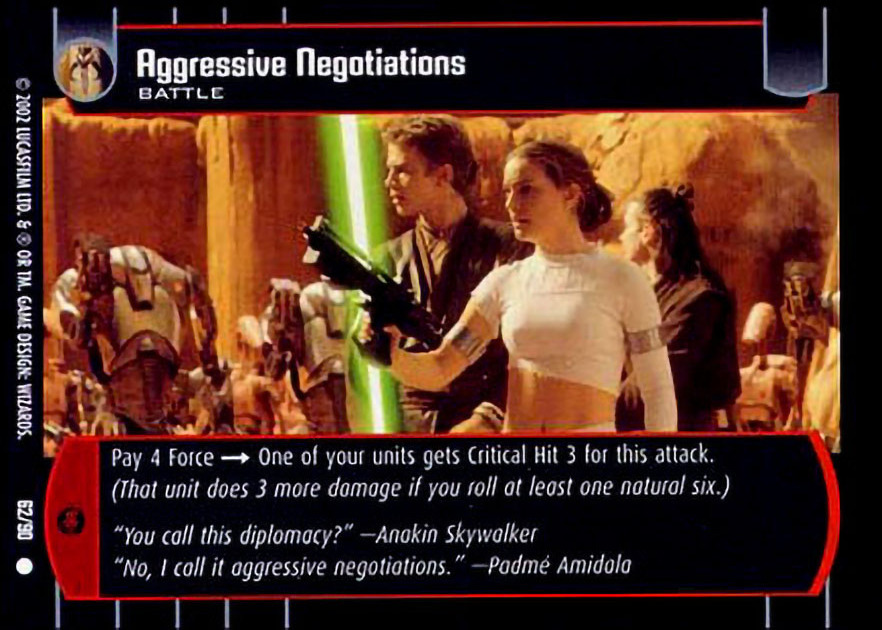 Aggressive Negotiations
BATTLE
© 2002 LUCASFILM LTD. & ® OR TM. GAME DESIGN: WIZARDS.
62/90
Pay 4 Force → One of your units gets Critical Hit 3 for this attack.
(That unit does 3 more damage if you roll at least one natural six.)
“You call this diplomacy?” —Anakin Skywalker
“No, I call it aggressive negotiations.” —Padmé Amidala